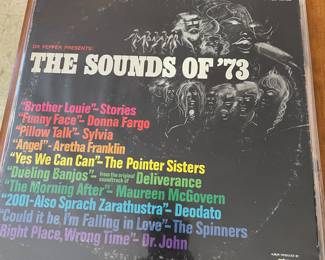 DR PEPPER PRESENTS:
THE SOUNDS OF '73
"Brother Louie"- Stories
"Funny Face"- Donna Fargo
"Pillow Talk"- Sylvia
"Angel"- Aretha Franklin
"Yes We Can Can"- The Pointer Sisters
"Dueling Banjos" from the original soundtrack of Deliverance
"The Morning After"- Maureen McGovern
"2001-Also Sprach Zarathustra"- Deodato
"Could it be I'm Falling in Love"- The Spinners
Right Place, Wrong Time"- Dr. John